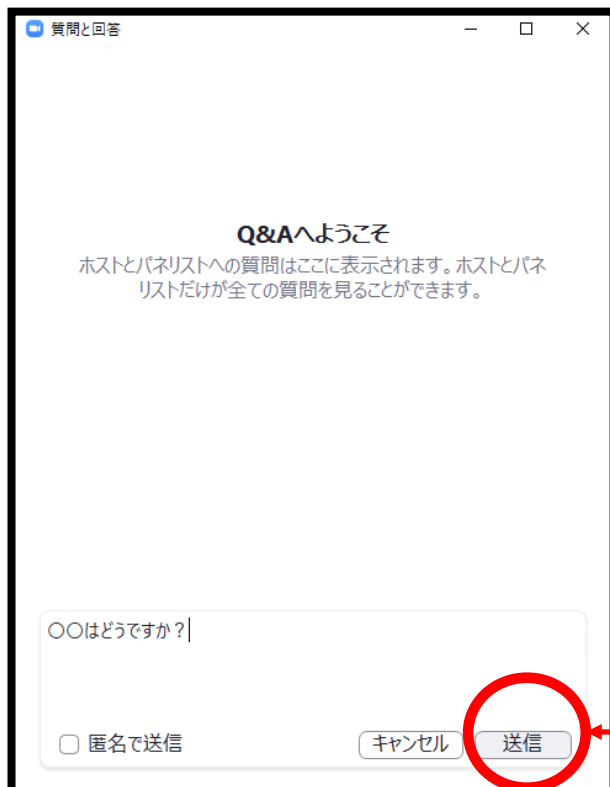 質問と回答
Q&Aへようこそ
ホストとパネリストへの質問はここに表示されます。ホストとパネ
リストだけが全ての質問を見ることができます。
〇〇はどうですか？
匿名で送信
キャンセル
送信